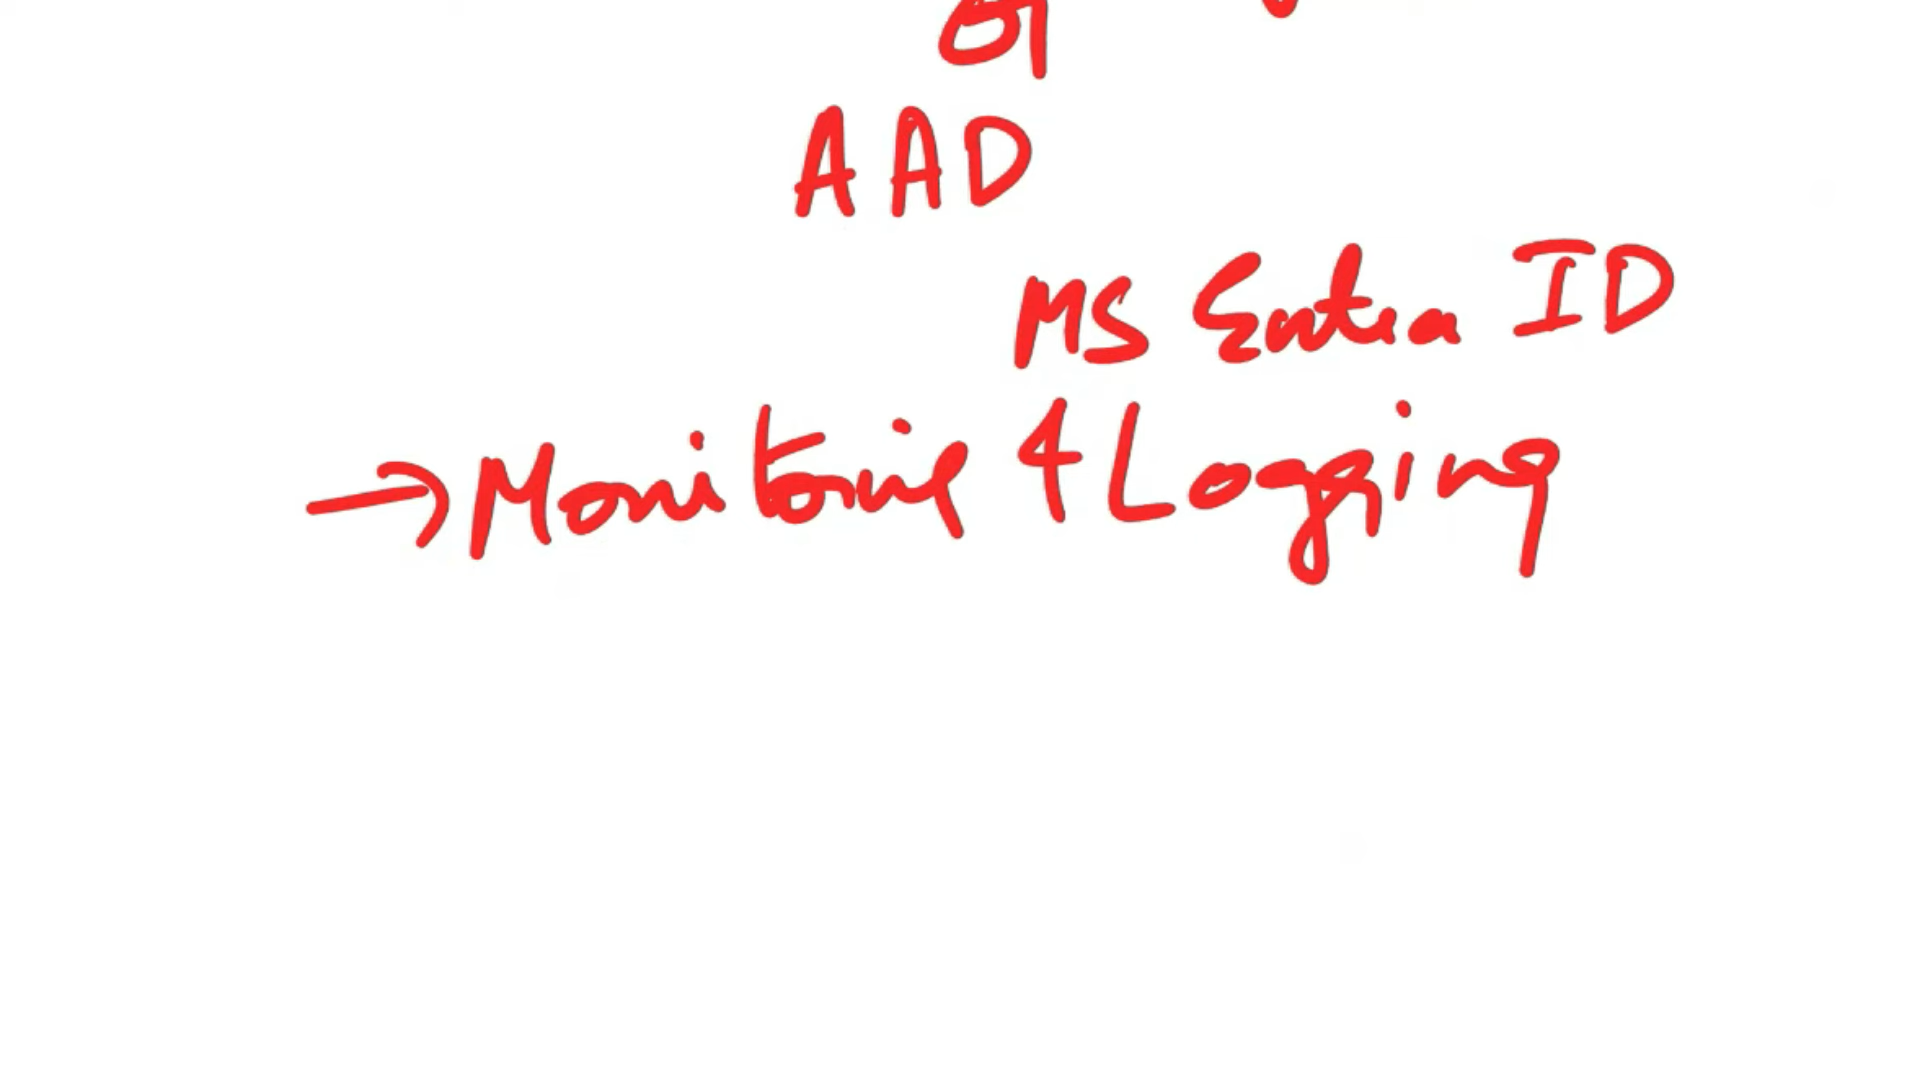 AAD
MS Entra ID
→ Monitoring & Logging